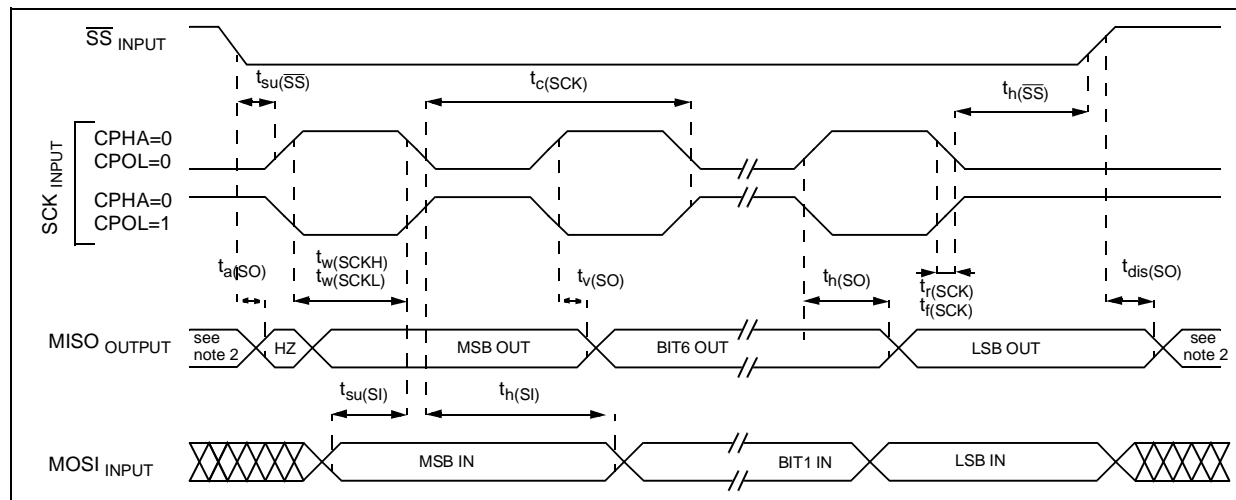 SS INPUT
tsu(SS)
tc(SCK)
th(SS)
SCK INPUT
CPHA=0
CPOL=0
CPHA=0
CPOL=1
ta(SO)
tw(SCKH)
tw(SCKL)
tv(SO)
th(SO)
tr(SCK)
tf(SCK)
tdis(SO)
MISO OUTPUT
see
note 2
HZ
MSB OUT
BIT6 OUT
LSB OUT
see
note 2
tsu(SI)
th(SI)
MOSI INPUT
MSB IN
BIT1 IN
LSB IN